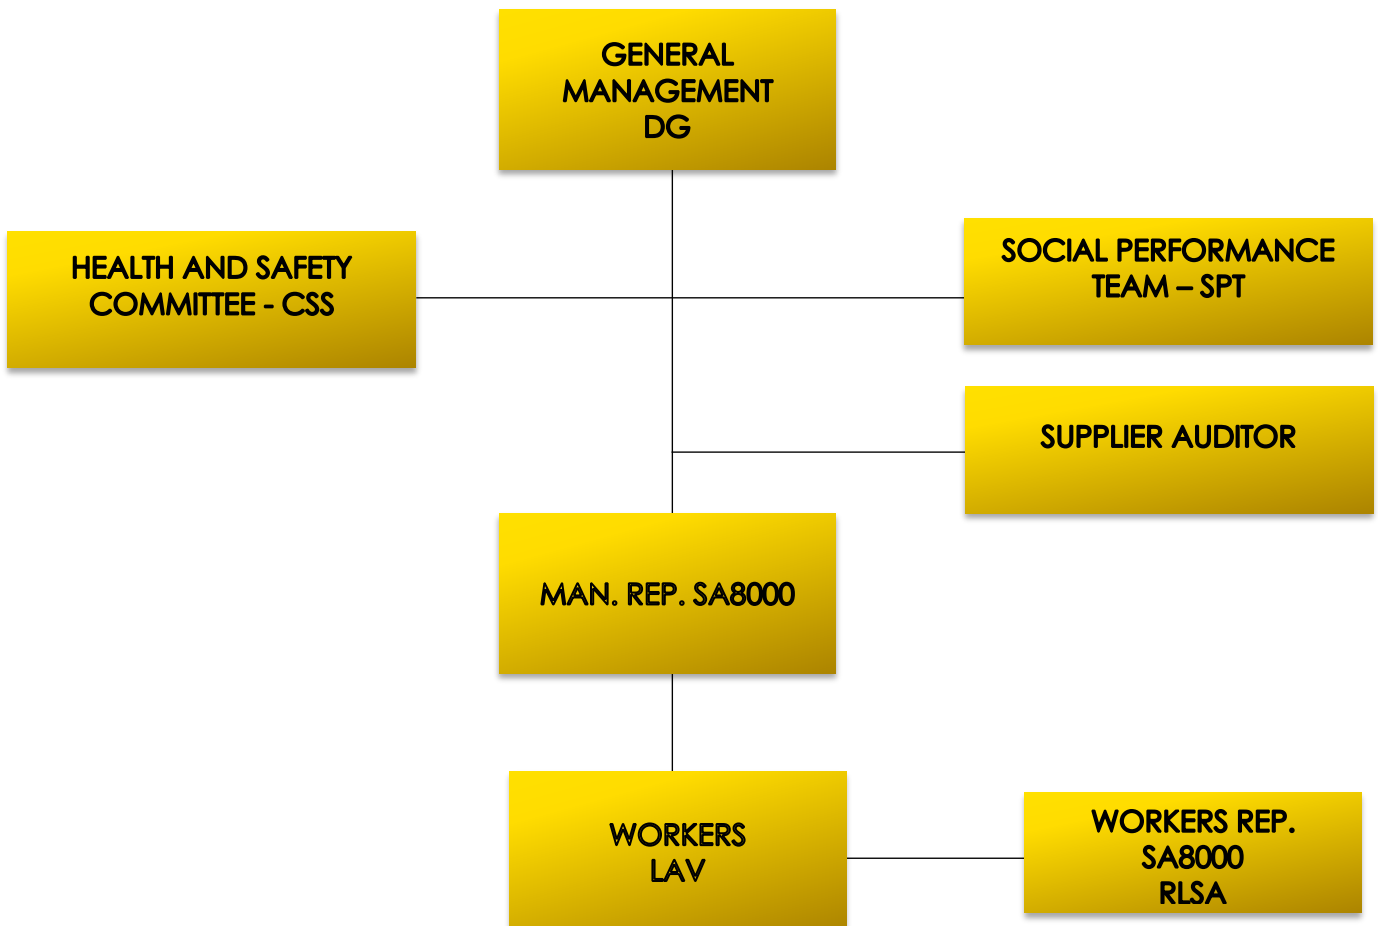 GENERAL
MANAGEMENT
DG
HEALTH AND SAFETY
COMMITTEE - CSS
SOCIAL PERFORMANCE
TEAM – SPT
SUPPLIER AUDITOR
MAN. REP. SA8000
WORKERS
LAV
WORKERS REP.
SA8000
RLSA